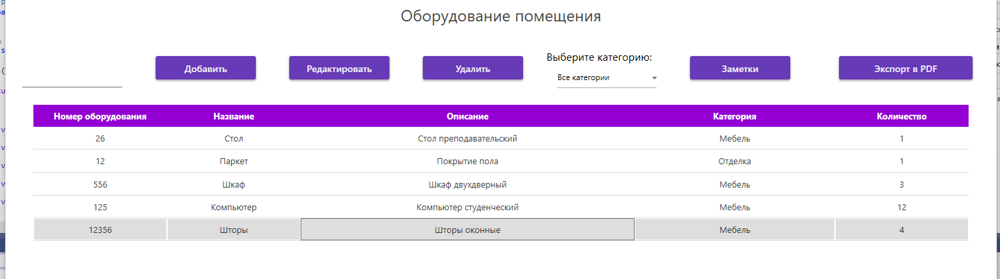 Оборудование помещения
Выберите категорию:
Добавить Редактировать Удалить Все категории Заметки Экспорт в PDF
Номер оборудования Название Описание Категория Количество
26 Стол Стол преподавательский Мебель 1
12 Паркет Покрытие пола Отделка 1
556 Шкаф Шкаф двухдверный Мебель 3
125 Компьютер Компьютер студенческий Мебель 12
12356 Шторы Шторы оконные Мебель 4